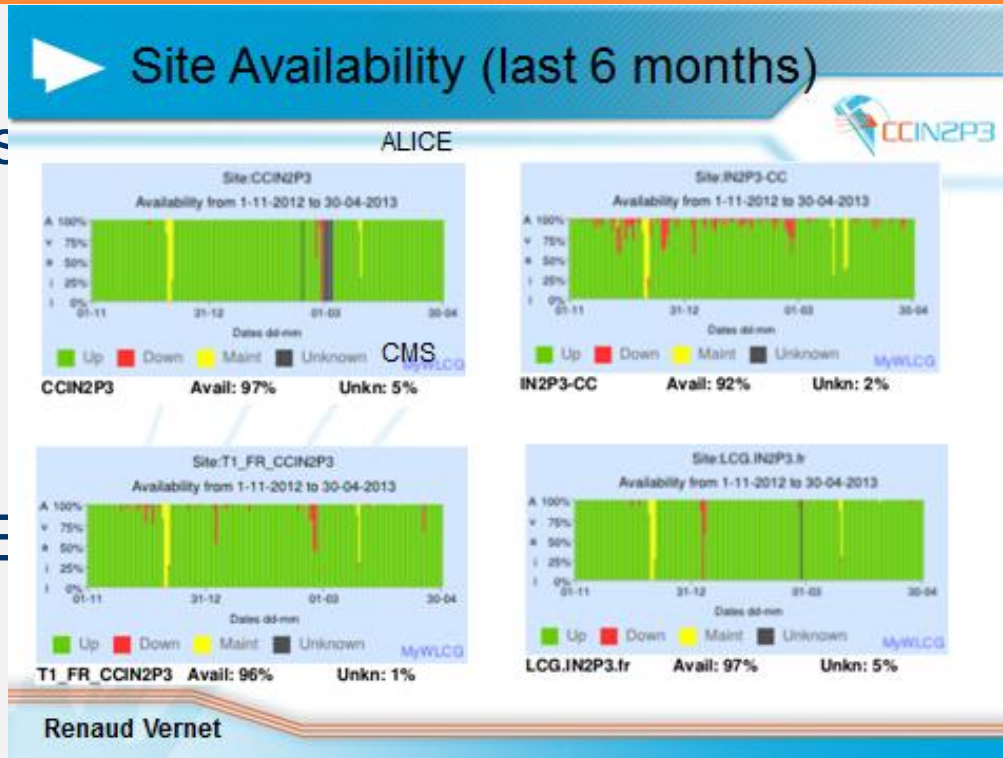 Site Availability (last 6 months)
CCIN2P3
ALICE
Site:CCIN2P3
Availability from 1-11-2012 to 30-04-2013
A 100%
v 75%
a 50%
i 25%
l 0%
01-11 31-12 01-03 30-04
Dates dd-mm
Up Down Maint Unknown
MyWLCG
CCIN2P3 Avail: 97% Unkn: 5%
Site:IN2P3-CC
Availability from 1-11-2012 to 30-04-2013
A 100%
v 75%
a 50%
i 25%
l 0%
01-11 31-12 01-03 30-04
Dates dd-mm
Up Down Maint Unknown
MyWLCG
IN2P3-CC Avail: 92% Unkn: 2%
CMS
Site:T1_FR_CCIN2P3
Availability from 1-11-2012 to 30-04-2013
A 100%
v 75%
a 50%
i 25%
l 0%
01-11 31-12 01-03 30-04
Dates dd-mm
Up Down Maint Unknown
MyWLCG
T1_FR_CCIN2P3 Avail: 96% Unkn: 1%
Site:LCG.IN2P3.fr
Availability from 1-11-2012 to 30-04-2013
A 100%
v 75%
a 50%
i 25%
l 0%
01-11 31-12 01-03 30-04
Dates dd-mm
Up Down Maint Unknown
MyWLCG
LCG.IN2P3.fr Avail: 97% Unkn: 5%
Renaud Vernet